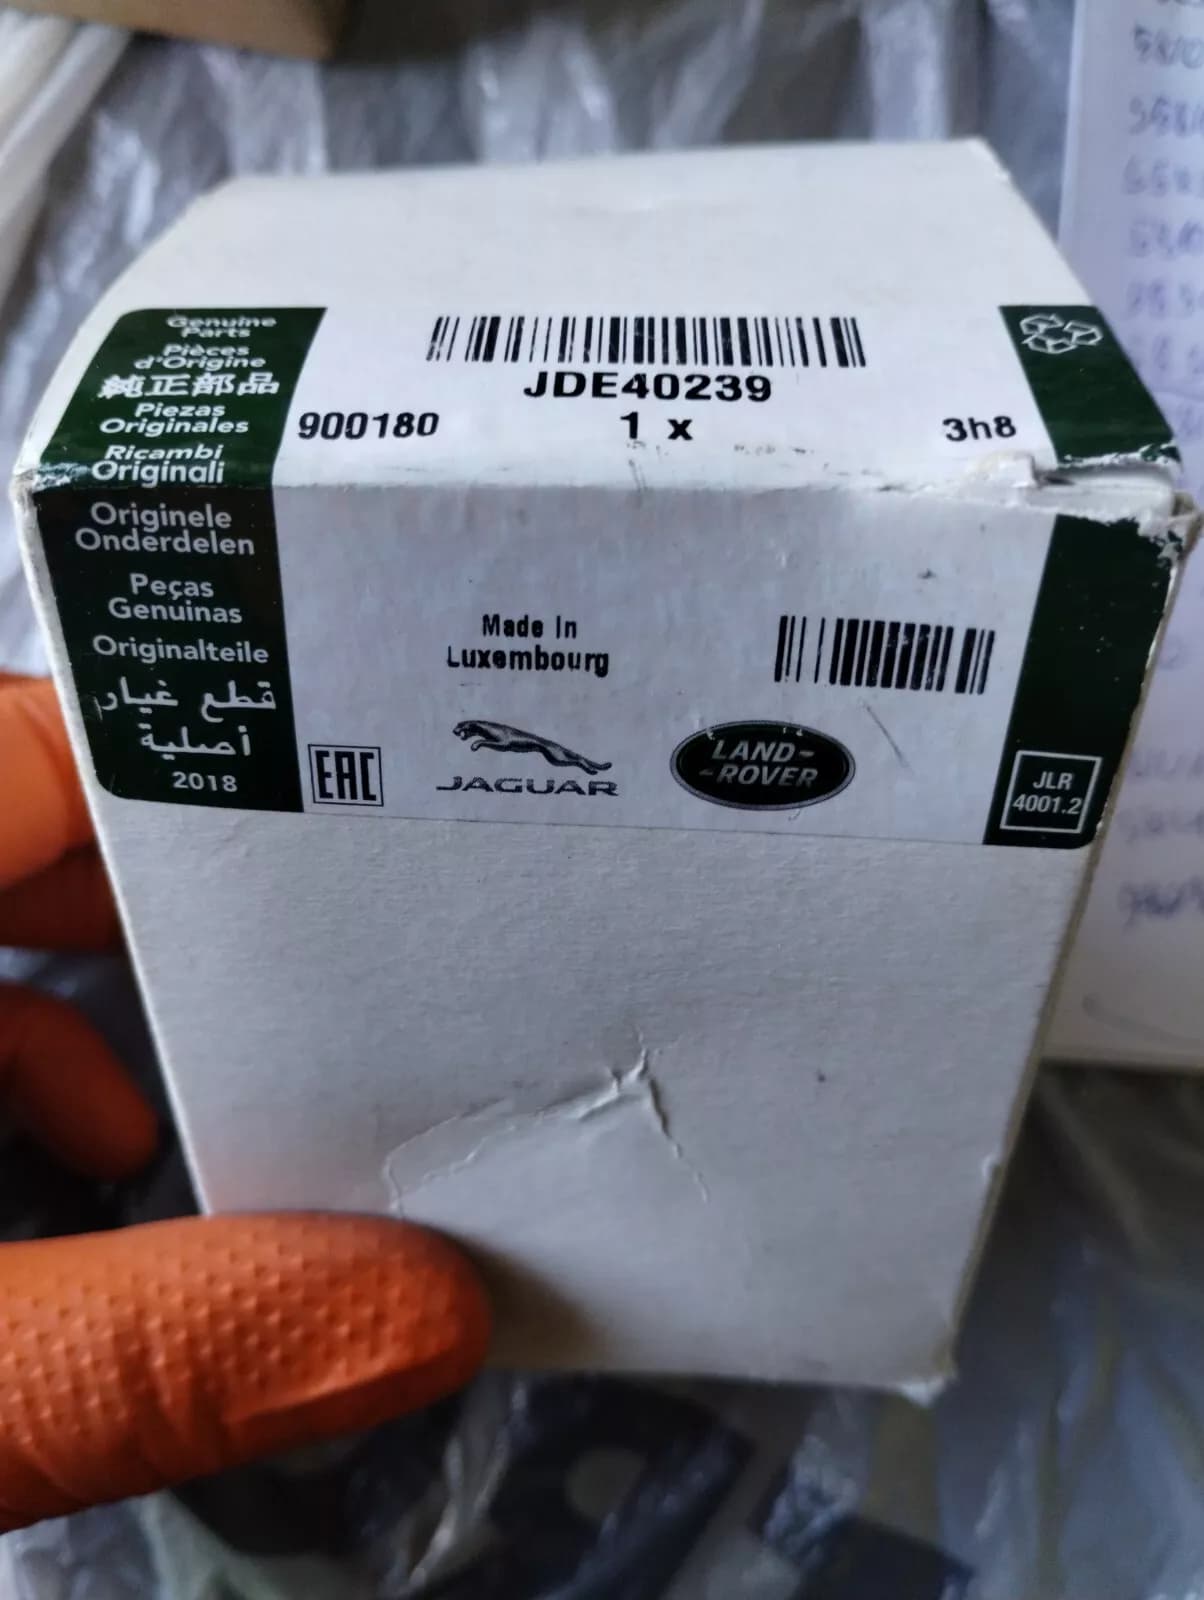 Genuine
Parts
Pièces
d'Origine
純正部品
Piezas
Originales
Ricambi
Originali
JDE40239
900180
1 x
3h8
Originele
Onderdelen
Peças
Genuinas
Originalteile
قطع غيار
أصلية
2018
Made In
Luxembourg
EAC
JAGUAR
LAND-
-ROVER
JLR
4001.2